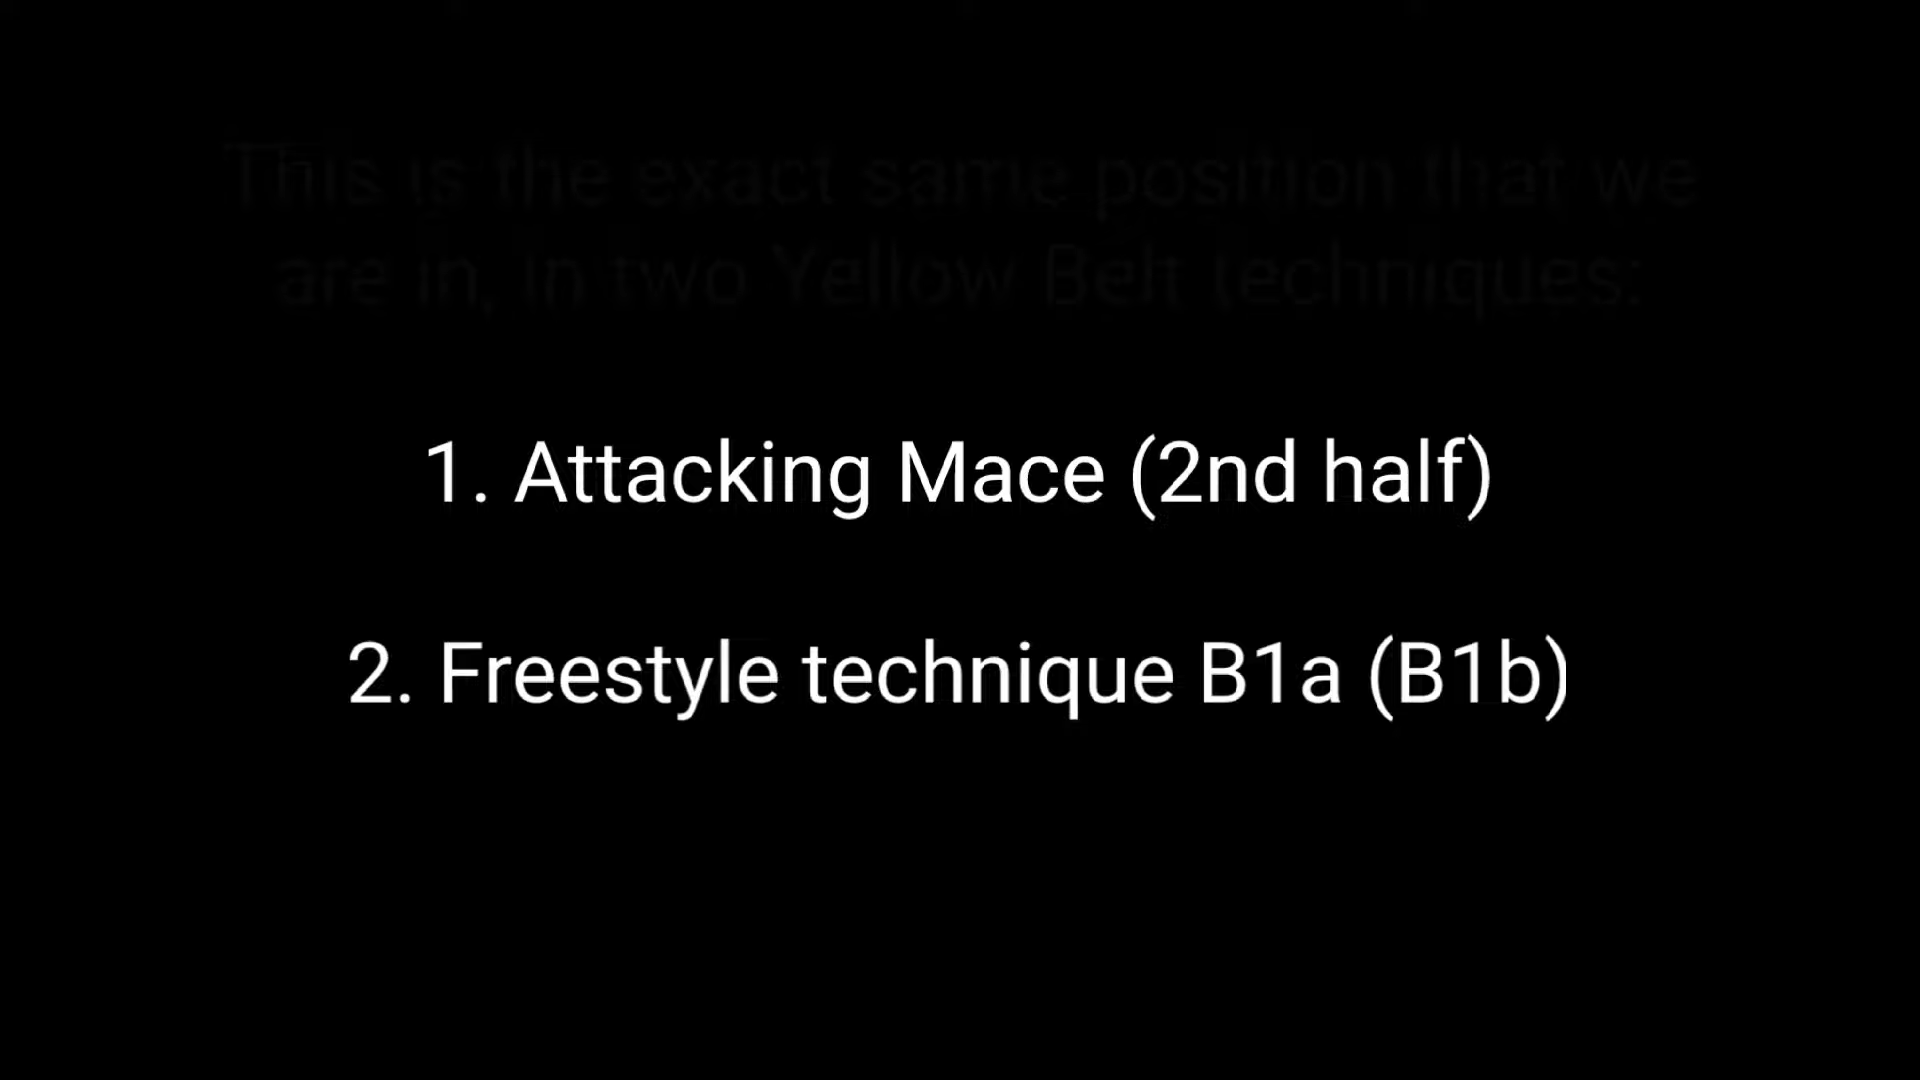 This is the exact same position that we
are in, in two Yellow Belt techniques:
1. Attacking Mace (2nd half)
2. Freestyle technique B1a (B1b)